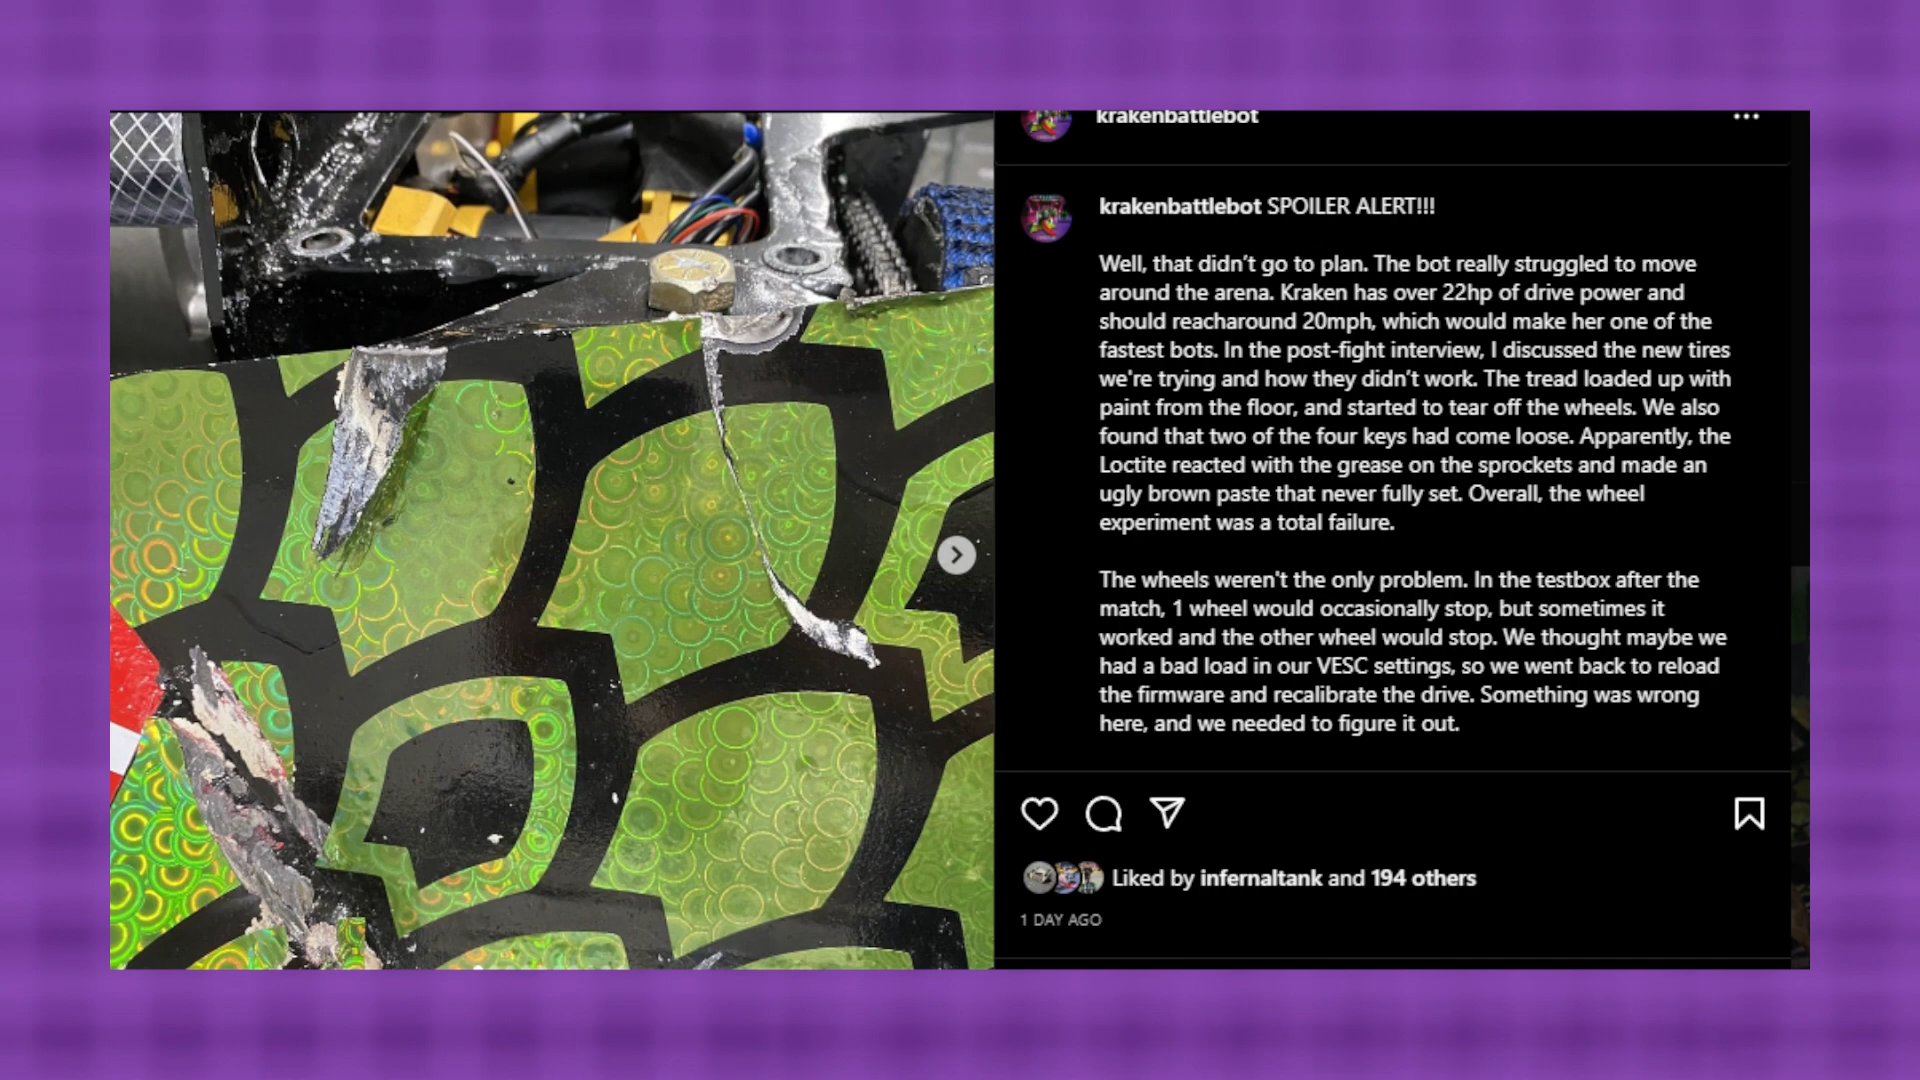 krakenbattlebot
krakenbattlebot SPOILER ALERT!!!
Well, that didn’t go to plan. The bot really struggled to move
around the arena. Kraken has over 22hp of drive power and
should reacharound 20mph, which would make her one of the
fastest bots. In the post-fight interview, I discussed the new tires
we're trying and how they didn’t work. The tread loaded up with
paint from the floor, and started to tear off the wheels. We also
found that two of the four keys had come loose. Apparently, the
Loctite reacted with the grease on the sprockets and made an
ugly brown paste that never fully set. Overall, the wheel
experiment was a total failure.
The wheels weren't the only problem. In the testbox after the
match, 1 wheel would occasionally stop, but sometimes it
worked and the other wheel would stop. We thought maybe we
had a bad load in our VESC settings, so we went back to reload
the firmware and recalibrate the drive. Something was wrong
here, and we needed to figure it out.
Liked by infernaltank and 194 others
1 DAY AGO